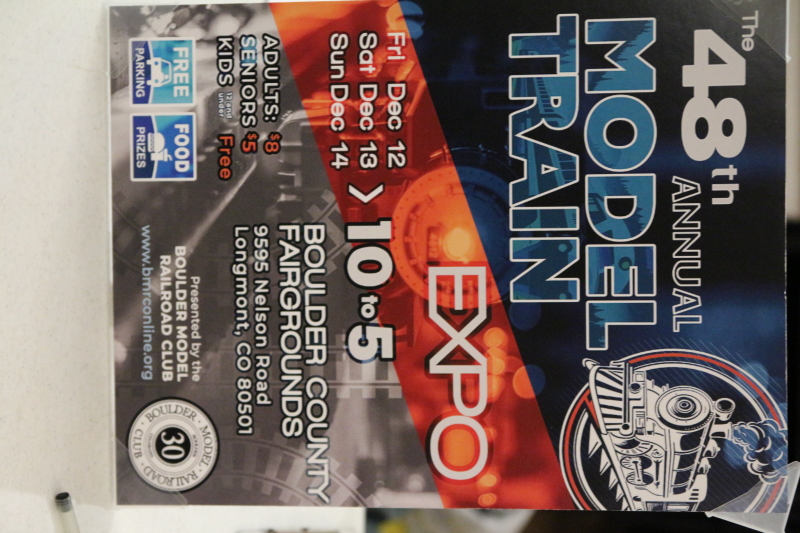 The
48th ANNUAL
MODEL
TRAIN
EXPO
Fri Dec 12
Sat Dec 13
Sun Dec 14
> 10 to 5
ADULTS: $8
SENIORS $5
KIDS 12 and under Free
BOULDER COUNTY
FAIRGROUNDS
9595 Nelson Road
Longmont, CO 80501
FREE
PARKING
FOOD
PRIZES
Presented by the
BOULDER MODEL
RAILROAD CLUB
www.bmrconline.org
BOULDER MODEL RAILROAD CLUB
30